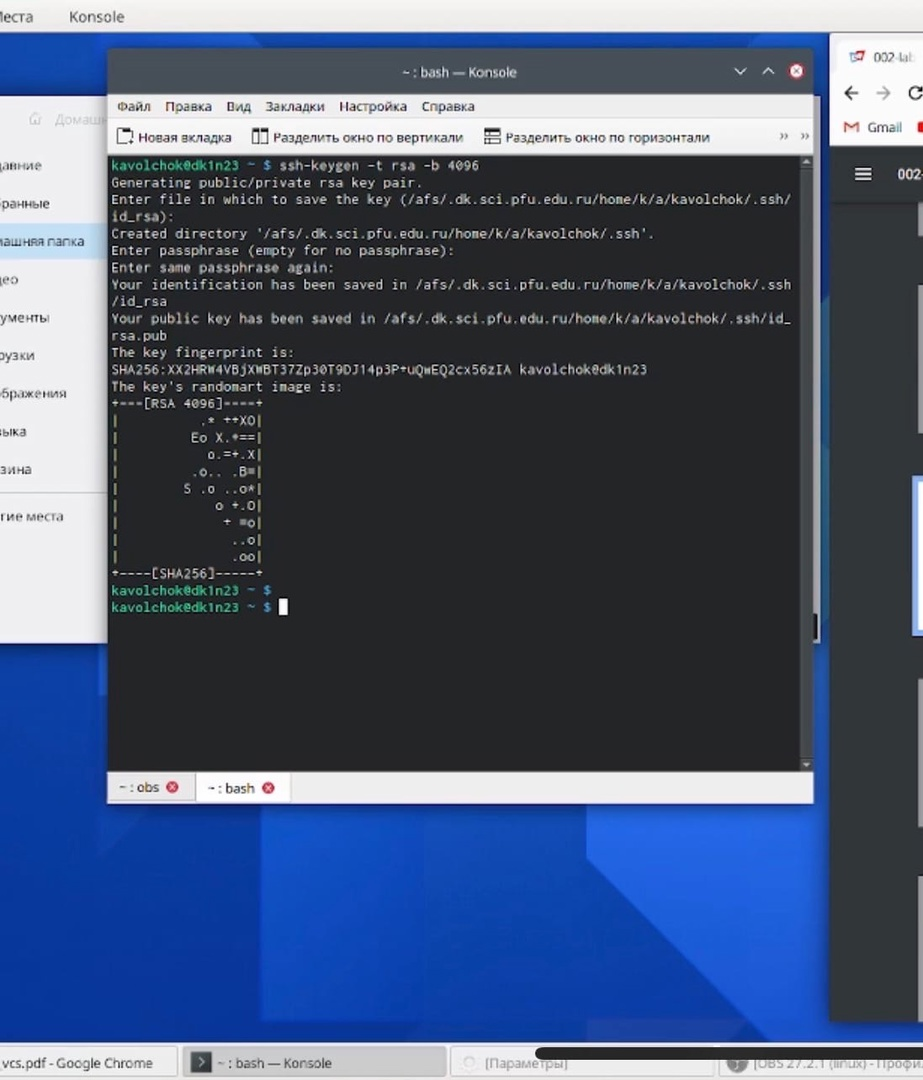 Места Konsole
~ : bash — Konsole
002-lab
Файл Правка Вид Закладки Настройка Справка
Новая вкладка Разделить окно по вертикали Разделить окно по горизонтали
Gmail
002-
kavolchok@dk1n23 ~ $ ssh-keygen -t rsa -b 4096
Generating public/private rsa key pair.
Enter file in which to save the key (/afs/.dk.sci.pfu.edu.ru/home/k/a/kavolchok/.ssh/
id_rsa):
Created directory '/afs/.dk.sci.pfu.edu.ru/home/k/a/kavolchok/.ssh'.
Enter passphrase (empty for no passphrase):
Enter same passphrase again:
Your identification has been saved in /afs/.dk.sci.pfu.edu.ru/home/k/a/kavolchok/.ssh
/id_rsa
Your public key has been saved in /afs/.dk.sci.pfu.edu.ru/home/k/a/kavolchok/.ssh/id_
rsa.pub
The key fingerprint is:
SHA256:XX2HRW4VBjXWBT37Zp30T9DJ14p3P+uQwEQ2cx56zIA kavolchok@dk1n23
The key's randomart image is:
+---[RSA 4096]----+
|          .* ++XO|
|         Eo X.*==|
|           o.=+.X|
|         .o.. .B=|
|        S .o ..o*|
|            o +.O|
|             + =o|
|              ..o|
|              .oo|
+----[SHA256]-----+
kavolchok@dk1n23 ~ $
kavolchok@dk1n23 ~ $
Домаш
авние
бранные
машняя папка
део
ументы
рузки
ображения
зыка
рзина
гие места
~ : obs ~ : bash
vcs.pdf - Google Chrome ~ : bash — Konsole [Параметры] [OBS 27.2.1 (linux) - Профи